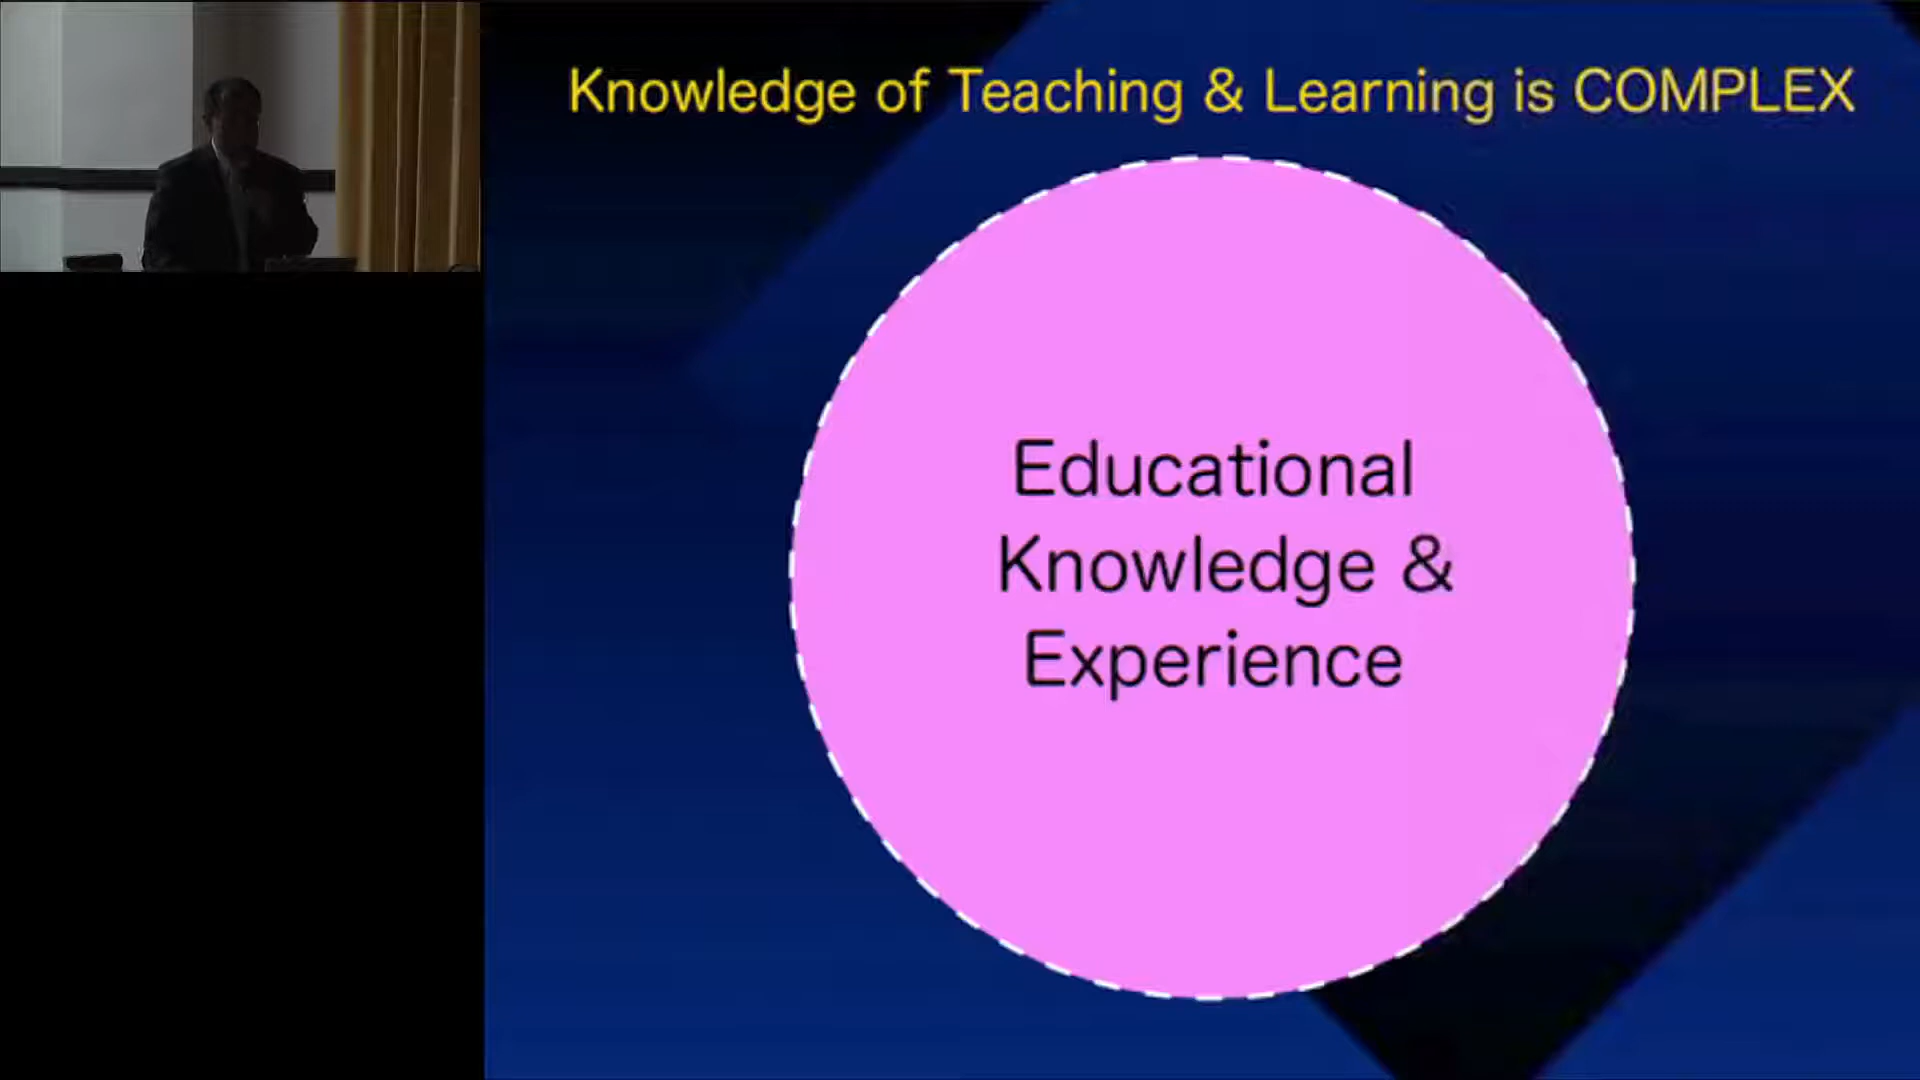 Knowledge of Teaching & Learning is COMPLEX
Educational
Knowledge &
Experience